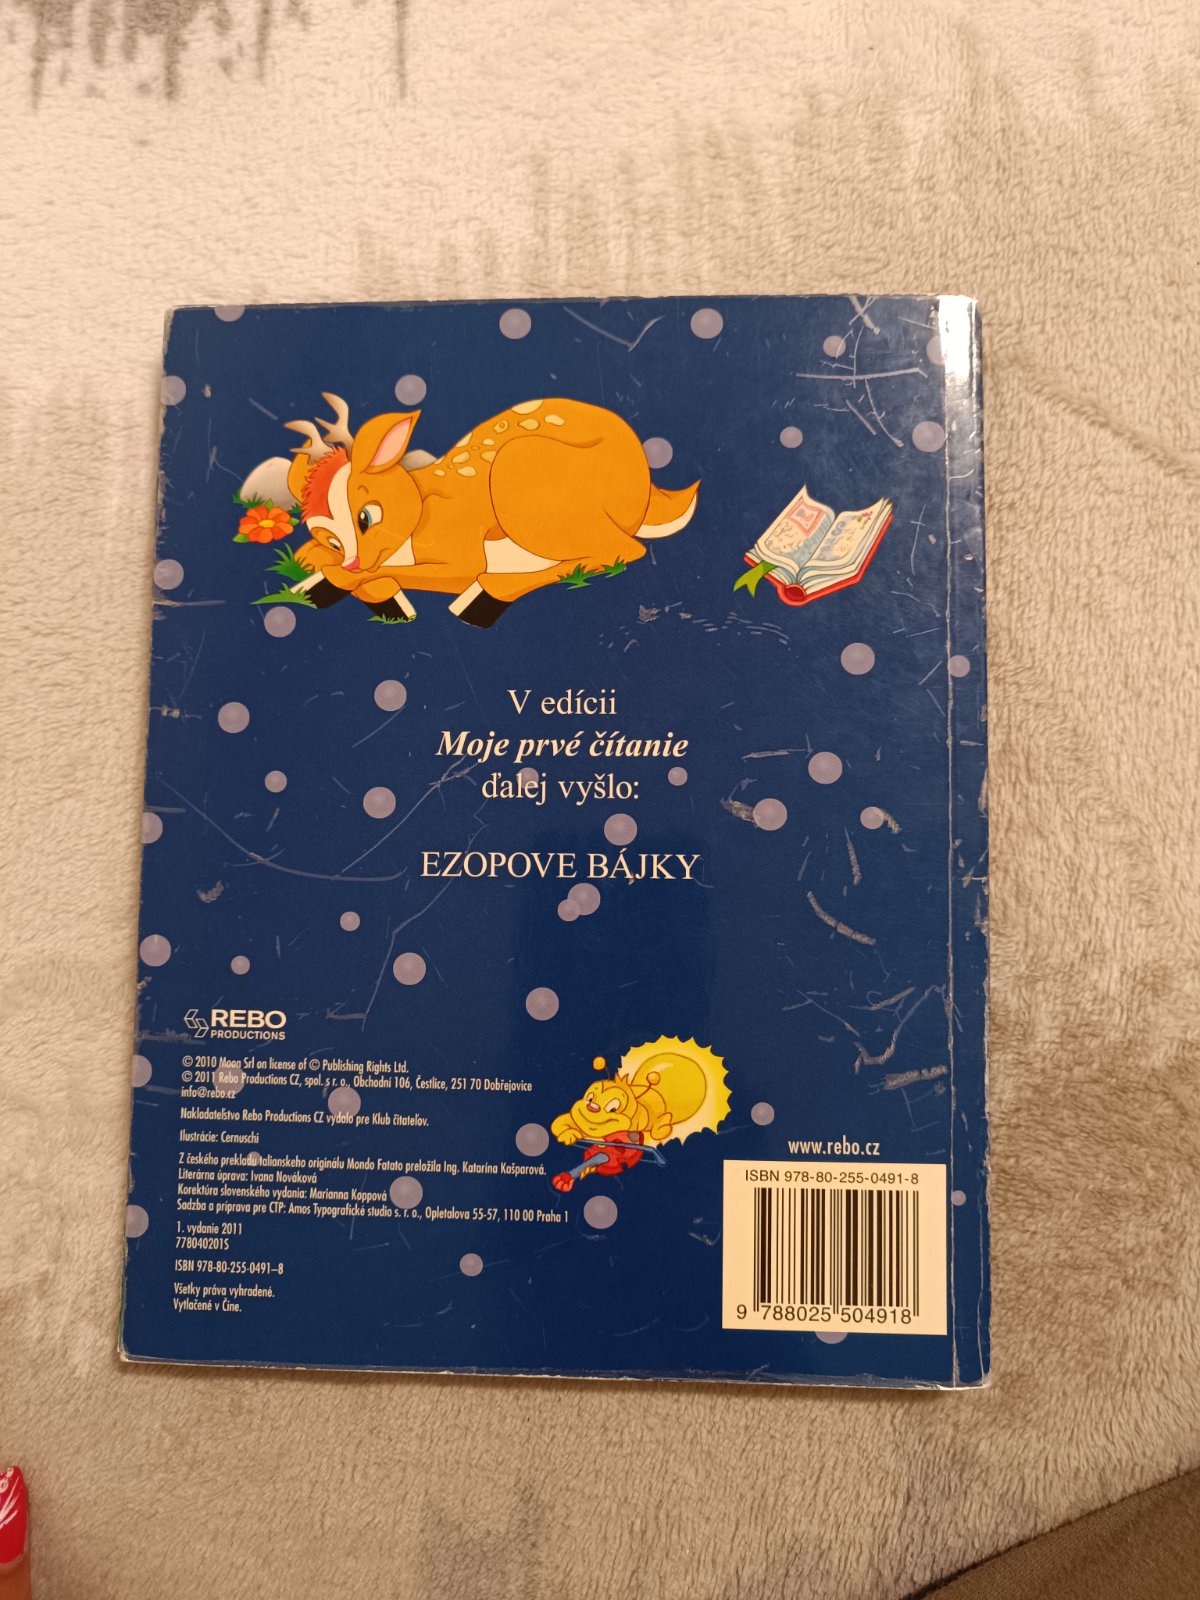 V edícii
Moje prvé čítanie
ďalej vyšlo:
EZOPOVE BÁJKY
REBO
PRODUCTIONS
© 2010 Moon Srl on license of © Publishing Rights Ltd.
© 2011 Rebo Productions CZ, spol. s r. o., Obchodní 106, Čestlice, 251 70 Dobřejovice
info@rebo.cz
Nakladateľstvo Rebo Productions CZ vydalo pre Klub čitateľov.
Ilustrácie: Cernuschi
Z českého prekladu talianskeho originálu Mondo Fatato preložila Ing. Katarína Kašparová.
Literárna úprava: Ivana Nováková
Korektúra slovenského vydania: Marianna Koppová
Sadzba a príprava pre CTP: Amos Typografické studio s. r. o., Opletalova 55-57, 110 00 Praha 1
1. vydanie 2011
778040201S
ISBN 978-80-255-0491–8
Všetky práva vyhradené.
Vytlačené v Číne.
www.rebo.cz
ISBN 978-80-255-0491-8
9 788025 504918